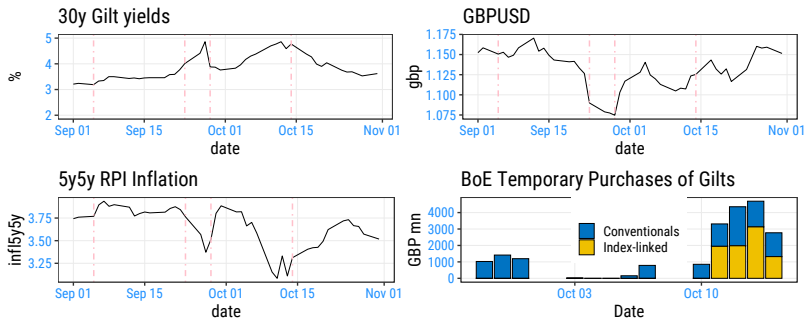 30y Gilt yields
%
5
4
3
2
Sep 01
Sep 15
Oct 01
Oct 15
Nov 01
date
GBPUSD
gbp
1.175
1.150
1.125
1.100
1.075
Sep 01
Sep 15
Oct 01
Oct 15
Nov 01
date
5y5y RPI Inflation
infl5y5y
3.75
3.50
3.25
Sep 01
Sep 15
Oct 01
Oct 15
Nov 01
date
BoE Temporary Purchases of Gilts
GBP mn
4000
3000
2000
1000
0
Conventionals
Index-linked
Oct 03
Oct 10
Date